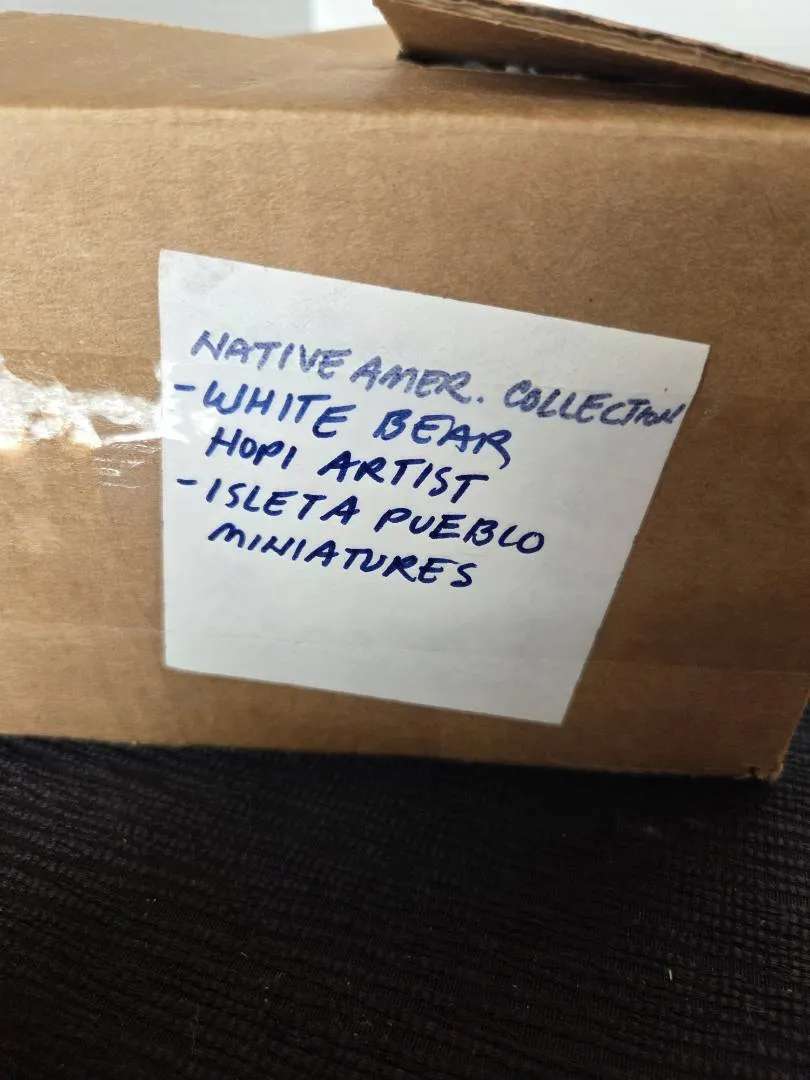 NATIVE AMER. COLLECTION
-WHITE BEAR
HOPI ARTIST
-ISLETA PUEBLO
MINIATURES